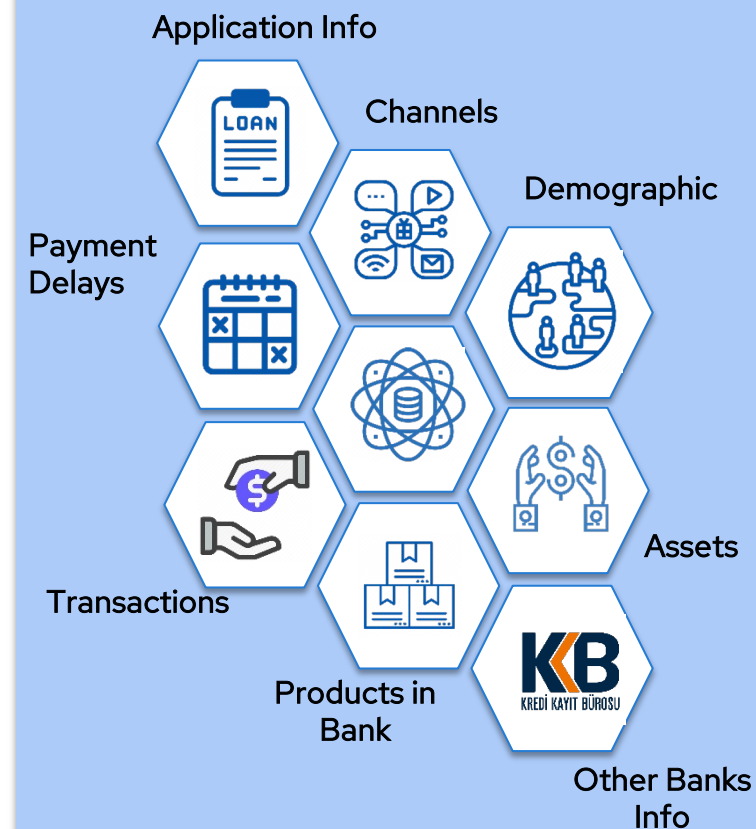 Application Info
LOAN
Channels
Demographic
Payment
Delays
Assets
Transactions
Products in
Bank
KKB
KREDİ KAYIT BÜROSU
Other Banks
Info